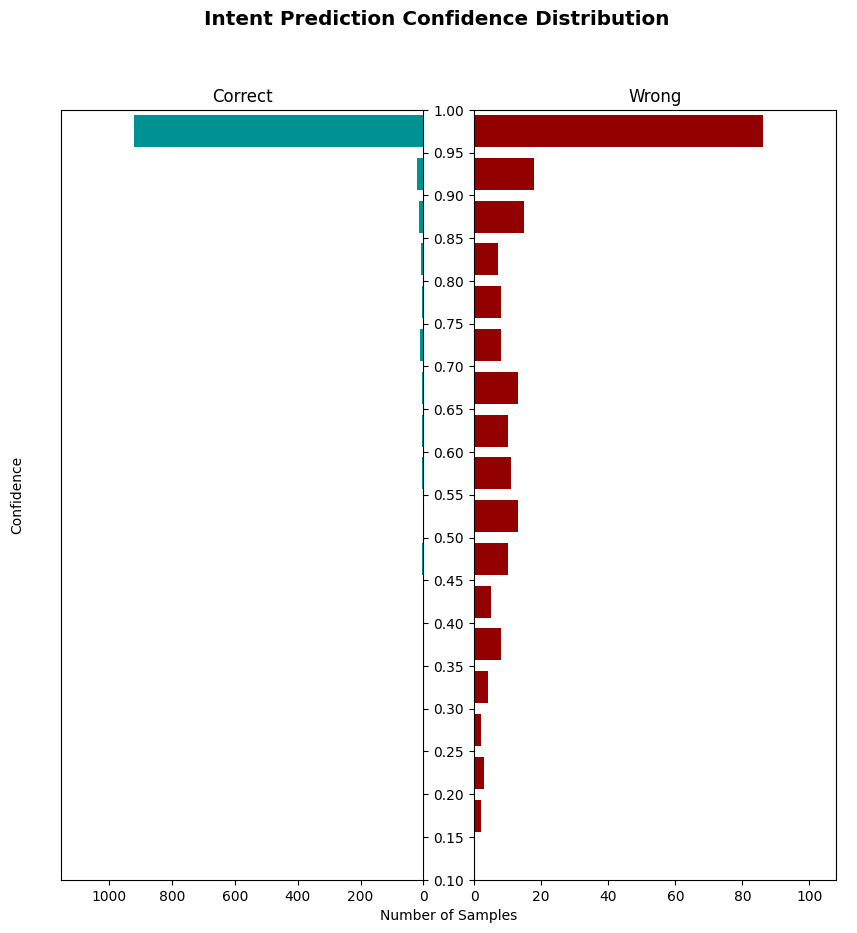 Intent Prediction Confidence Distribution
Correct
Wrong
1.00
0.95
0.90
0.85
0.80
0.75
0.70
0.65
0.60
0.55
0.50
0.45
0.40
0.35
0.30
0.25
0.20
0.15
0.10
Confidence
1000 800 600 400 200 0
0 20 40 60 80 100
Number of Samples